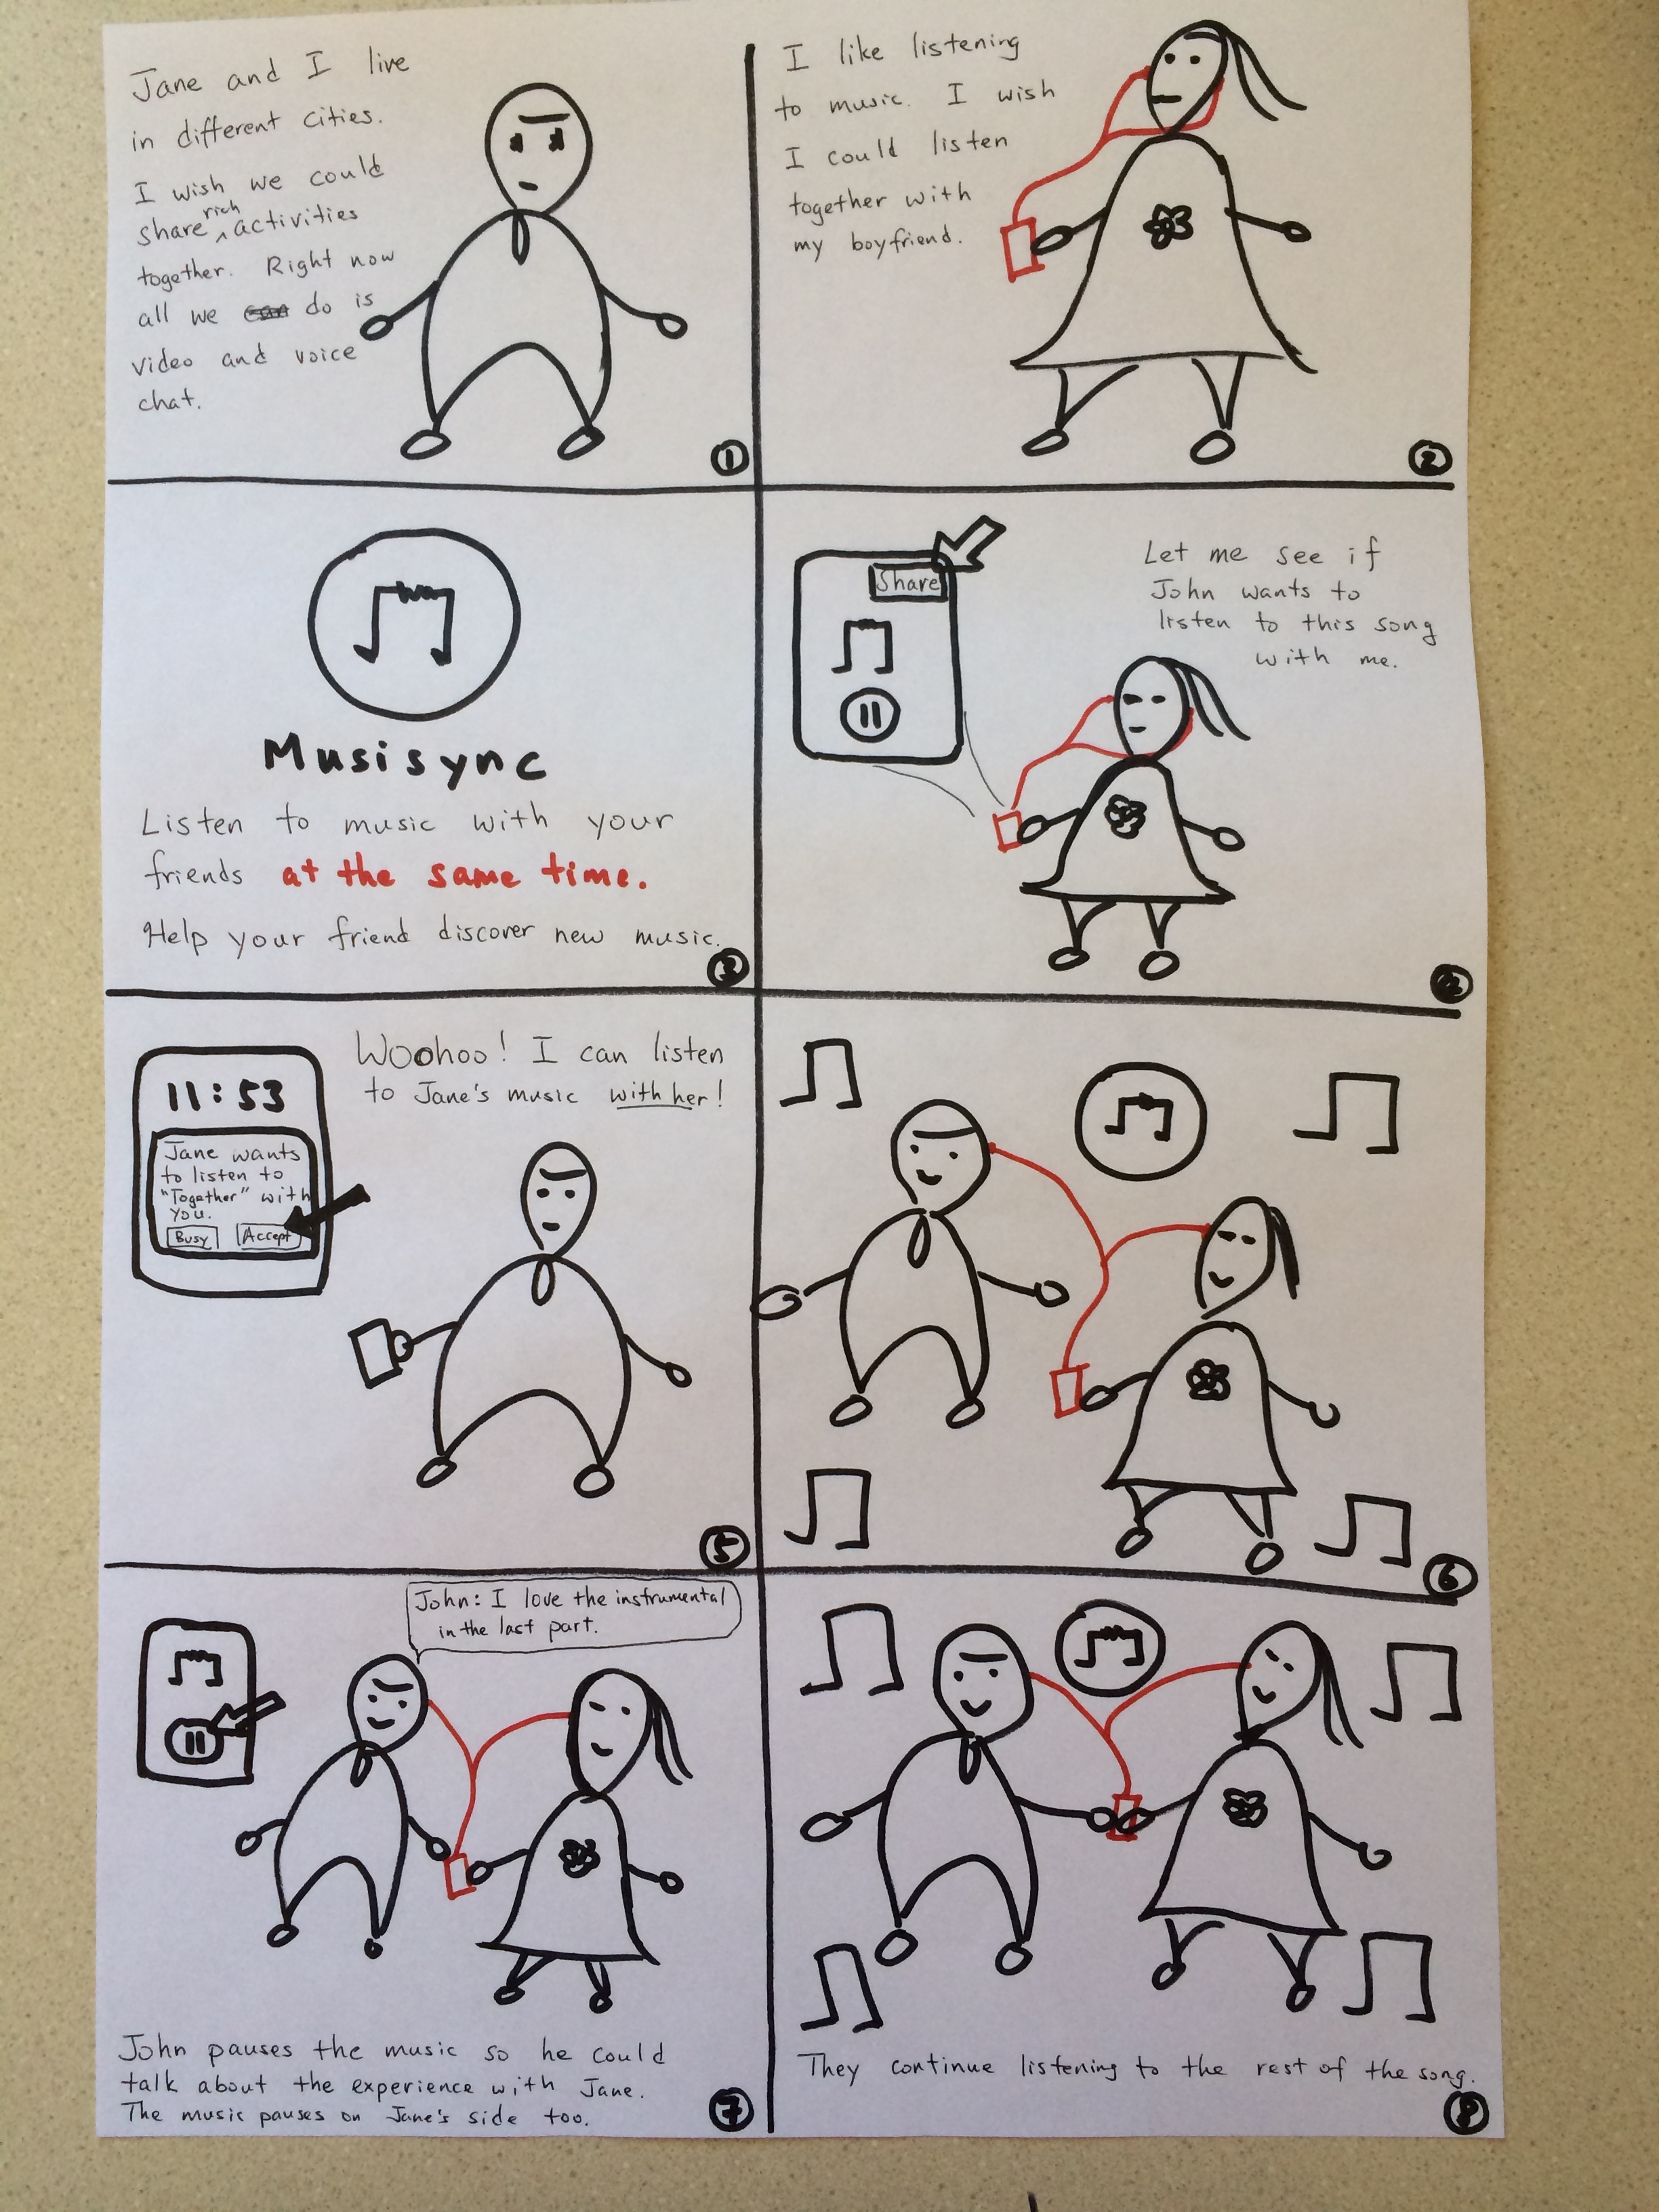 Jane and I live
in different cities.
I wish we could
share rich activities
together. Right now
all we do is
video and voice
chat.
1
I like listening
to music. I wish
I could listen
together with
my boyfriend.
2
Musisync
Listen to music with your
friends at the same time.
Help your friend discover new music.
3
Share
Let me see if
John wants to
listen to this song
with me.
4
11:53
Jane wants
to listen to
"Together" with
you.
Busy Accept
Woohoo! I can listen
to Jane's music with her!
5
6
John: I love the instrumental
in the last part.
John pauses the music so he could
talk about the experience with Jane.
The music pauses on Jane's side too.
7
They continue listening to the rest of the song.
8